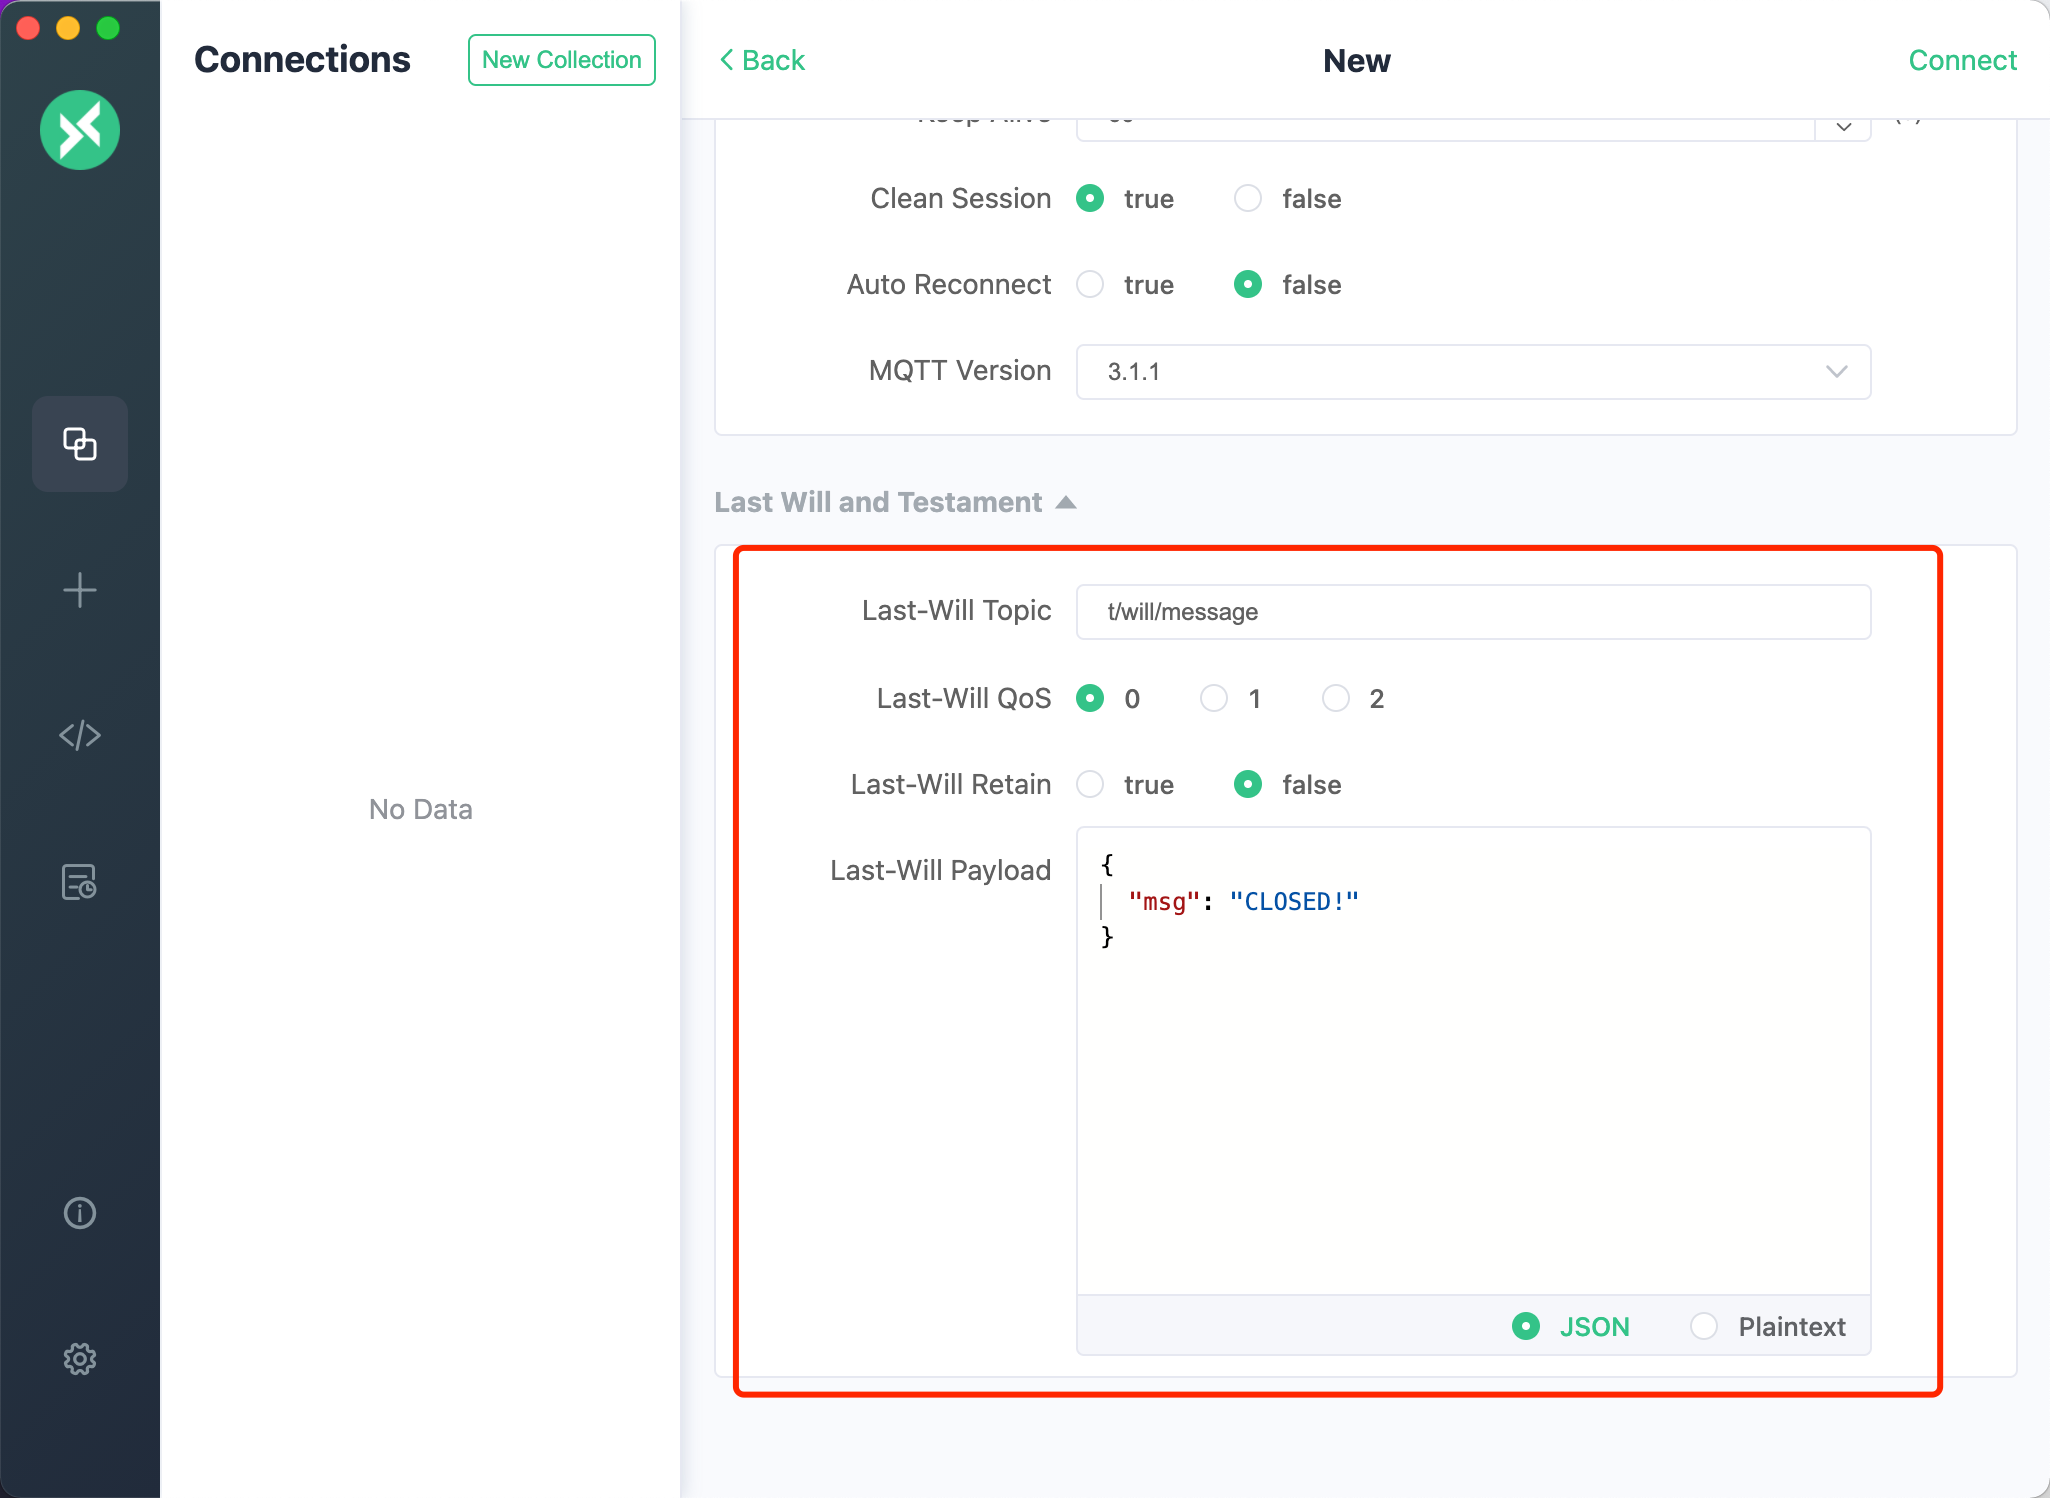 Connections
New Collection
Back
New
Connect
Keep Alive
Clean Session true false
Auto Reconnect true false
MQTT Version 3.1.1
Last Will and Testament
Last-Will Topic t/will/message
Last-Will QoS 0 1 2
Last-Will Retain true false
No Data
Last-Will Payload
{
"msg": "CLOSED!"
}
JSON Plaintext